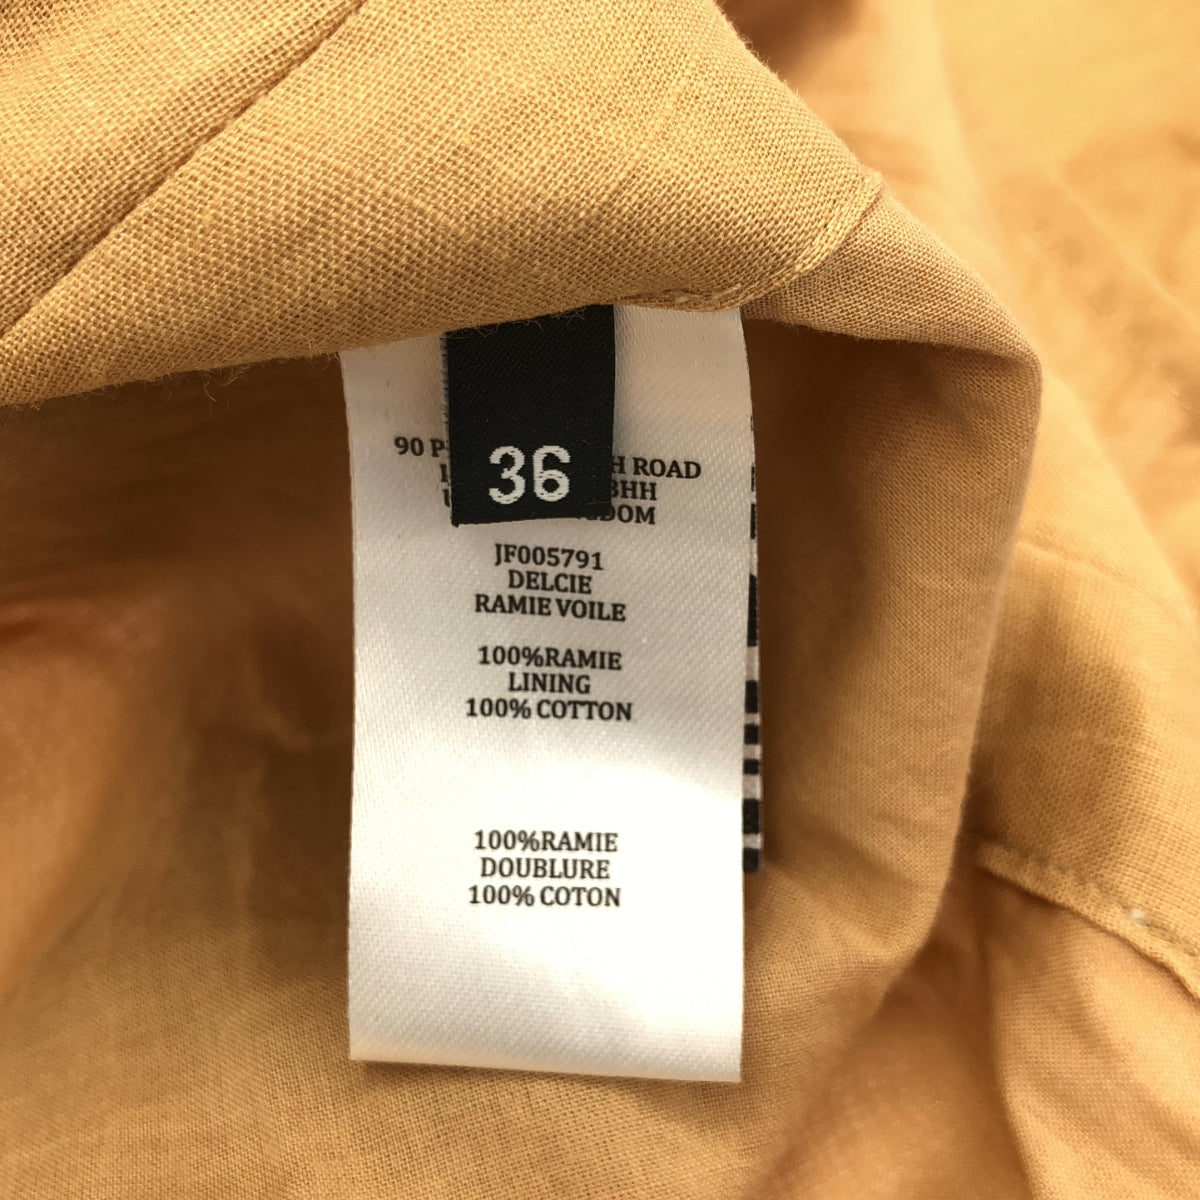 36
90
H ROAD
BHH
DOM
JF005791
DELCIE
RAMIE VOILE
100%RAMIE
LINING
100% COTTON
100%RAMIE
DOUBLURE
100% COTON